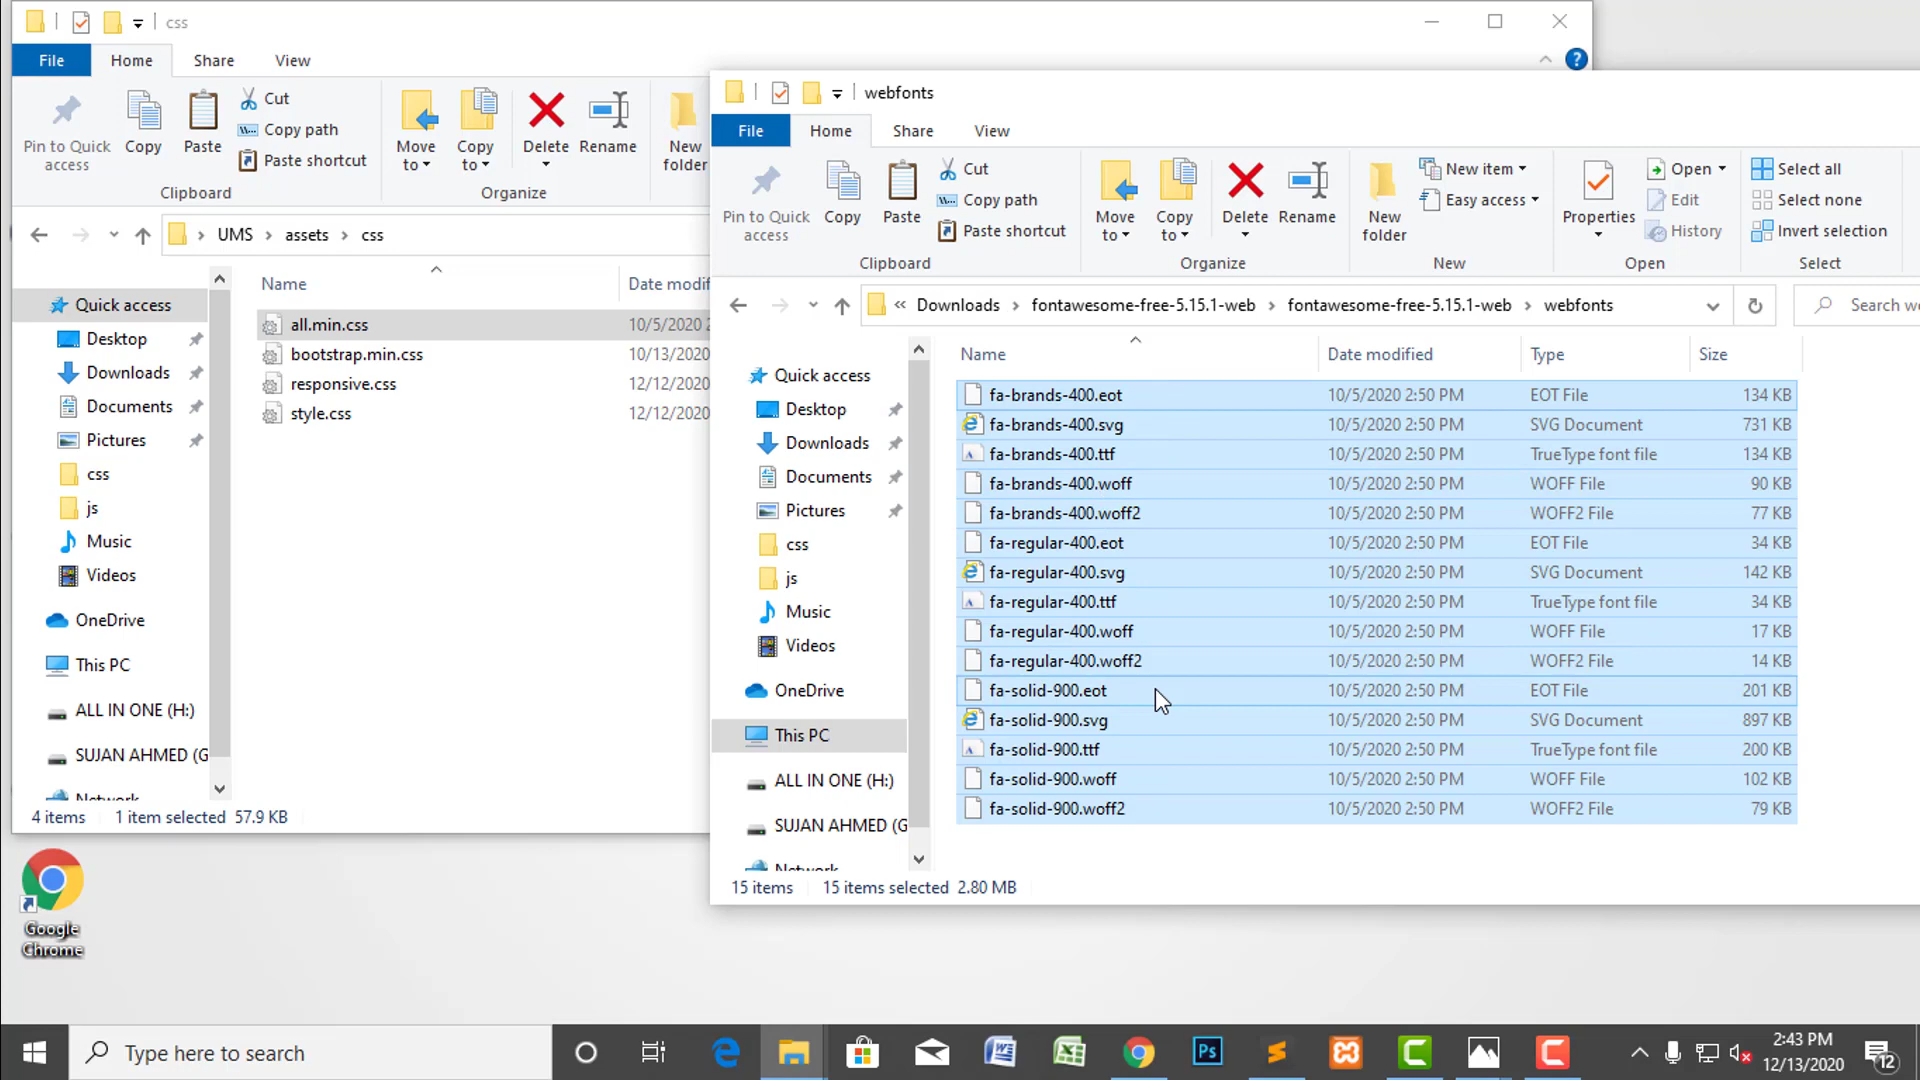 css
File
Home
Share
View
Pin to Quick access
Copy
Paste
Cut
Copy path
Paste shortcut
Move to
Copy to
Delete
Rename
New folder
Clipboard
Organize
UMS
assets
css
Name
Date modif
Quick access
Desktop
Downloads
Documents
Pictures
css
js
Music
Videos
OneDrive
This PC
ALL IN ONE (H:)
SUJAN AHMED (G
Network
all.min.css 10/5/2020 2
bootstrap.min.css 10/13/2020
responsive.css 12/12/2020
style.css 12/12/2020
4 items 1 item selected 57.9 KB
webfonts
File
Home
Share
View
Pin to Quick access
Copy
Paste
Cut
Copy path
Paste shortcut
Move to
Copy to
Delete
Rename
New folder
New item
Easy access
Properties
Open
Edit
History
Select all
Select none
Invert selection
Clipboard
Organize
New
Open
Select
« Downloads
fontawesome-free-5.15.1-web
fontawesome-free-5.15.1-web
webfonts
Search we
Name Date modified Type Size
Quick access
Desktop
Downloads
Documents
Pictures
css
js
Music
Videos
OneDrive
This PC
ALL IN ONE (H:)
SUJAN AHMED (G
Network
fa-brands-400.eot 10/5/2020 2:50 PM EOT File 134 KB
fa-brands-400.svg 10/5/2020 2:50 PM SVG Document 731 KB
fa-brands-400.ttf 10/5/2020 2:50 PM TrueType font file 134 KB
fa-brands-400.woff 10/5/2020 2:50 PM WOFF File 90 KB
fa-brands-400.woff2 10/5/2020 2:50 PM WOFF2 File 77 KB
fa-regular-400.eot 10/5/2020 2:50 PM EOT File 34 KB
fa-regular-400.svg 10/5/2020 2:50 PM SVG Document 142 KB
fa-regular-400.ttf 10/5/2020 2:50 PM TrueType font file 34 KB
fa-regular-400.woff 10/5/2020 2:50 PM WOFF File 17 KB
fa-regular-400.woff2 10/5/2020 2:50 PM WOFF2 File 14 KB
fa-solid-900.eot 10/5/2020 2:50 PM EOT File 201 KB
fa-solid-900.svg 10/5/2020 2:50 PM SVG Document 897 KB
fa-solid-900.ttf 10/5/2020 2:50 PM TrueType font file 200 KB
fa-solid-900.woff 10/5/2020 2:50 PM WOFF File 102 KB
fa-solid-900.woff2 10/5/2020 2:50 PM WOFF2 File 79 KB
15 items 15 items selected 2.80 MB
Google
Chrome
Type here to search
Ps
2:43 PM
12/13/2020
12